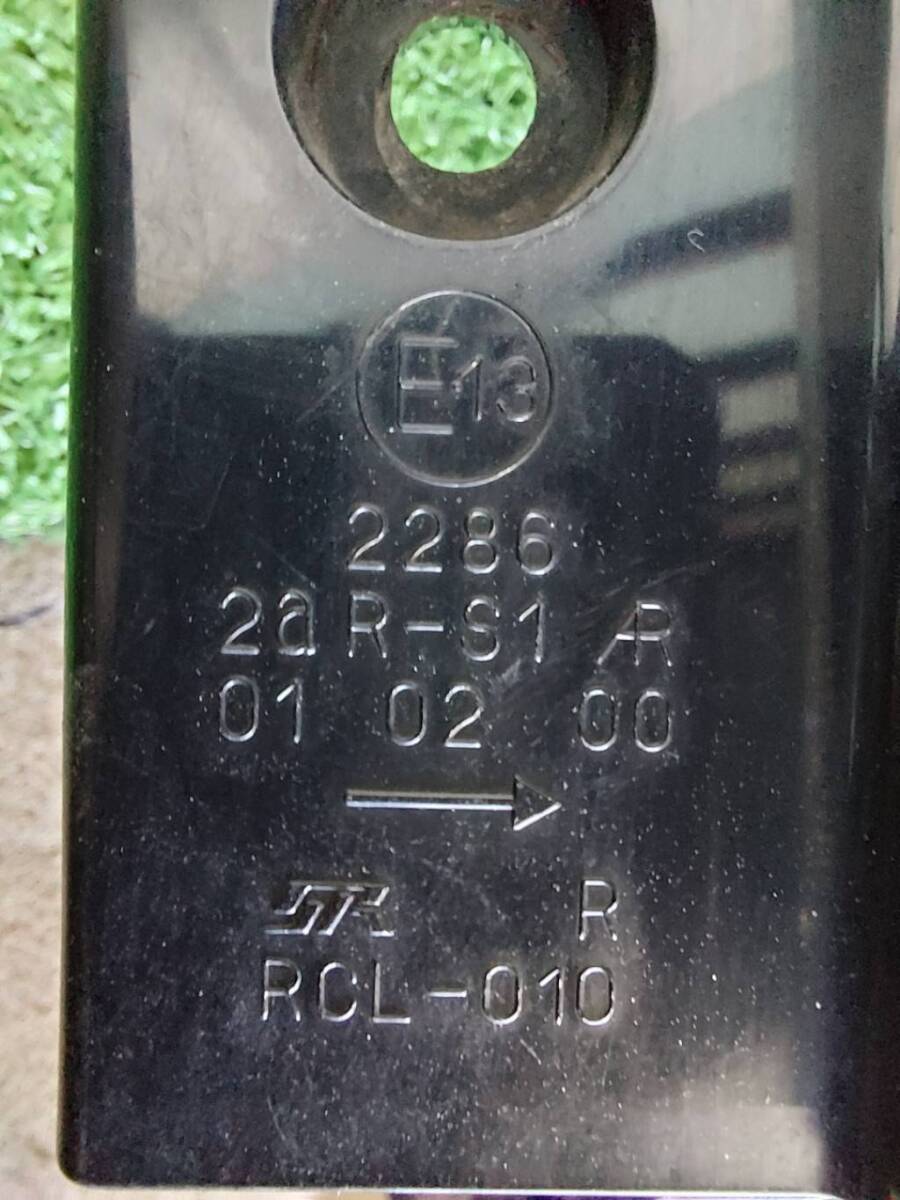 E13
2286
2a R-S1 AR
01 02 00
R
RCL-010